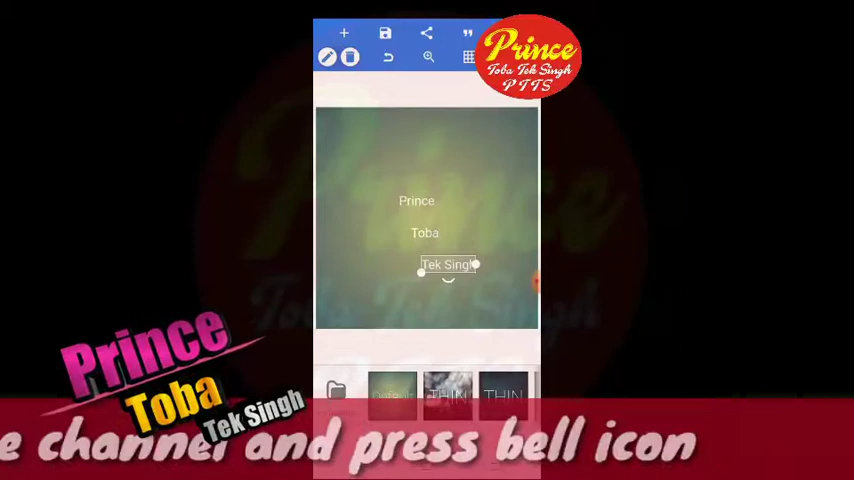 Prince
Toba Tek Singh
PTTS
Prince
Toba
Tek Singh
Default
THIN
THIN
Prince
Toba
Tek Singh
e channel and press bell icon